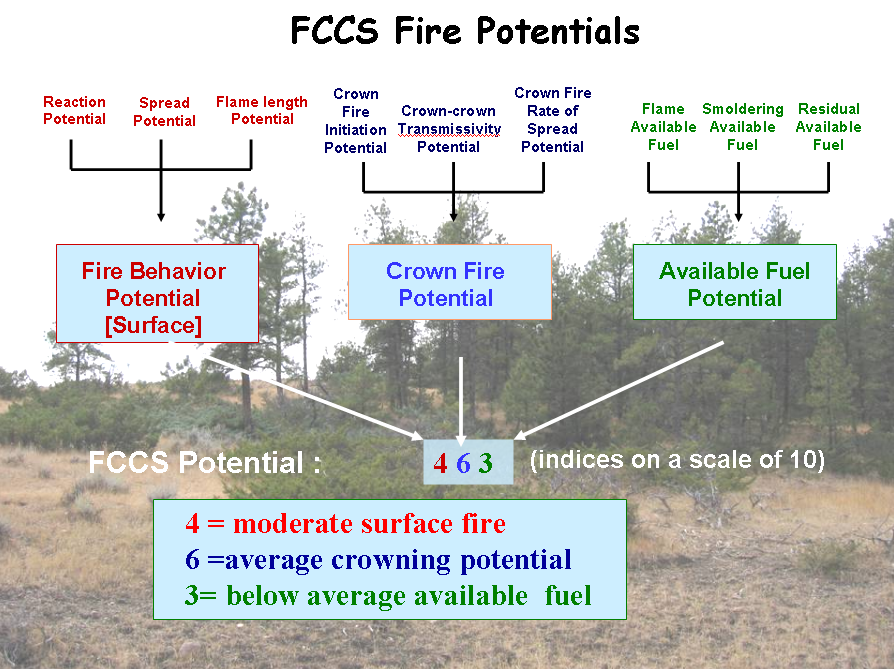 FCCS Fire Potentials
Reaction
Potential
Spread
Potential
Flame length
Potential
Crown
Fire
Initiation
Potential
Crown-crown
Transmissivity
Potential
Crown Fire
Rate of
Spread
Potential
Flame
Available
Fuel
Smoldering
Available
Fuel
Residual
Available
Fuel
Fire Behavior
Potential
[Surface]
Crown Fire
Potential
Available Fuel
Potential
FCCS Potential : 4 6 3 (indices on a scale of 10)
4 = moderate surface fire
6 =average crowning potential
3= below average available fuel